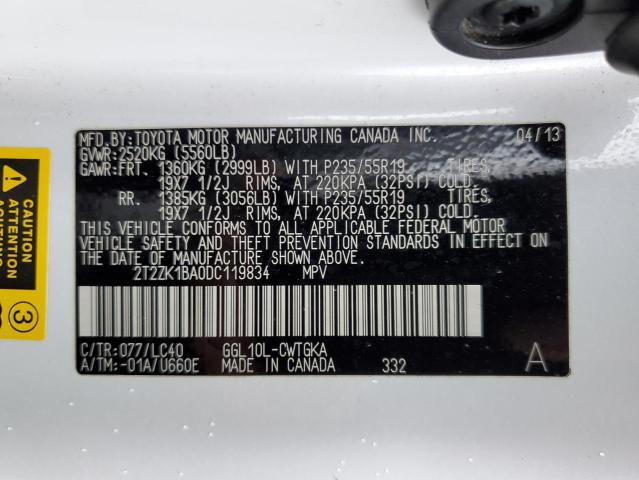 MFD.BY:TOYOTA MOTOR MANUFACTURING CANADA INC. 04/13
GVWR:2520KG (5560LB)
GAWR:FRT. 1360KG (2999LB) WITH P235/55R19 TIRES,
19X7 1/2J RIMS, AT 220KPA (32PSI) COLD.
RR. 1385KG (3056LB) WITH P235/55R19 TIRES,
19X7 1/2J RIMS, AT 220KPA (32PSI) COLD.
THIS VEHICLE CONFORMS TO ALL APPLICABLE FEDERAL MOTOR
VEHICLE SAFETY AND THEFT PREVENTION STANDARDS IN EFFECT ON
THE DATE OF MANUFACTURE SHOWN ABOVE.
2T2ZK1BA0DC119834 MPV
C/TR:077/LC40 GGL10L-CWTGKA
A/TM:-01A/U660E MADE IN CANADA 332 A
CAUTION
ATTENTION
3